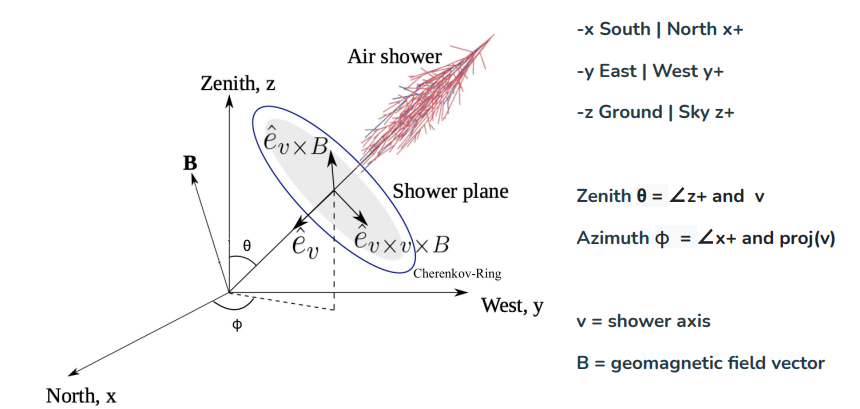 Air shower
Zenith, z
ê_{v×B}
B
Shower plane
θ
ê_v
ê_{v×v×B}
Cherenkov-Ring
West, y
ϕ
North, x
-x South | North x+
-y East | West y+
-z Ground | Sky z+
Zenith θ = ∠z+ and v
Azimuth ϕ = ∠x+ and proj(v)
v = shower axis
B = geomagnetic field vector